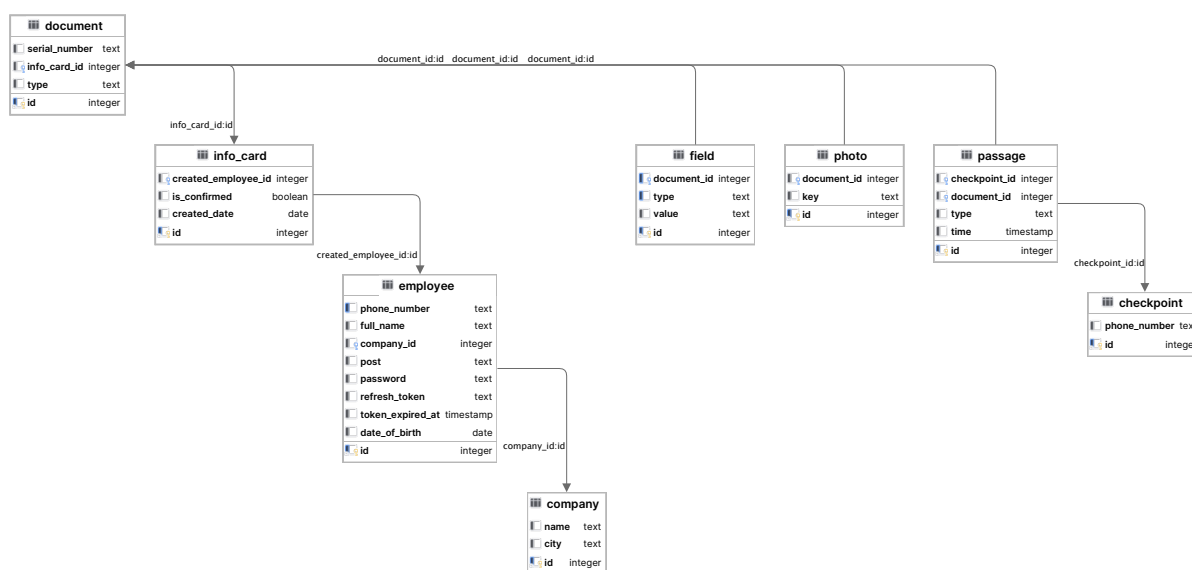 document
serial_number text
info_card_id integer
type text
id integer
document_id:id document_id:id document_id:id
info_card_id:id
info_card
created_employee_id integer
is_confirmed boolean
created_date date
id integer
field
document_id integer
type text
value text
id integer
photo
document_id integer
key text
id integer
passage
checkpoint_id integer
document_id integer
type text
time timestamp
id integer
created_employee_id:id
checkpoint_id:id
employee
phone_number text
full_name text
company_id integer
post text
password text
refresh_token text
token_expired_at timestamp
date_of_birth date
id integer
checkpoint
phone_number tex
id intege
company_id:id
company
name text
city text
id integer